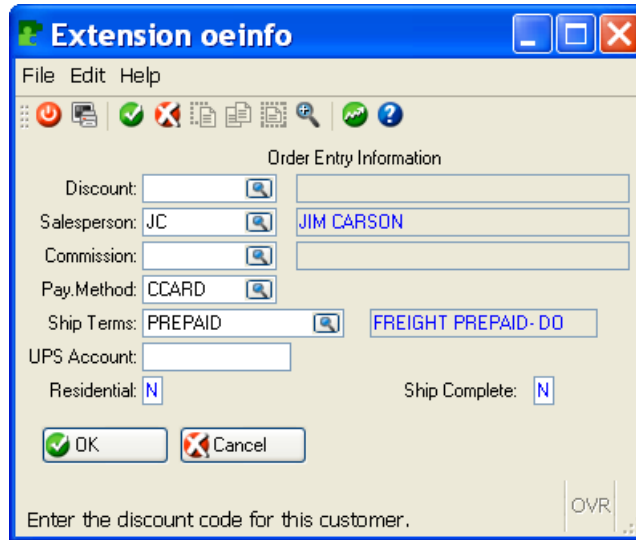 Extension oeinfo
File Edit Help
Order Entry Information
Discount:
Salesperson: JC JIM CARSON
Commission:
Pay.Method: CCARD
Ship Terms: PREPAID FREIGHT PREPAID- DO
UPS Account:
Residential: N Ship Complete: N
OK Cancel
OVR
Enter the discount code for this customer.